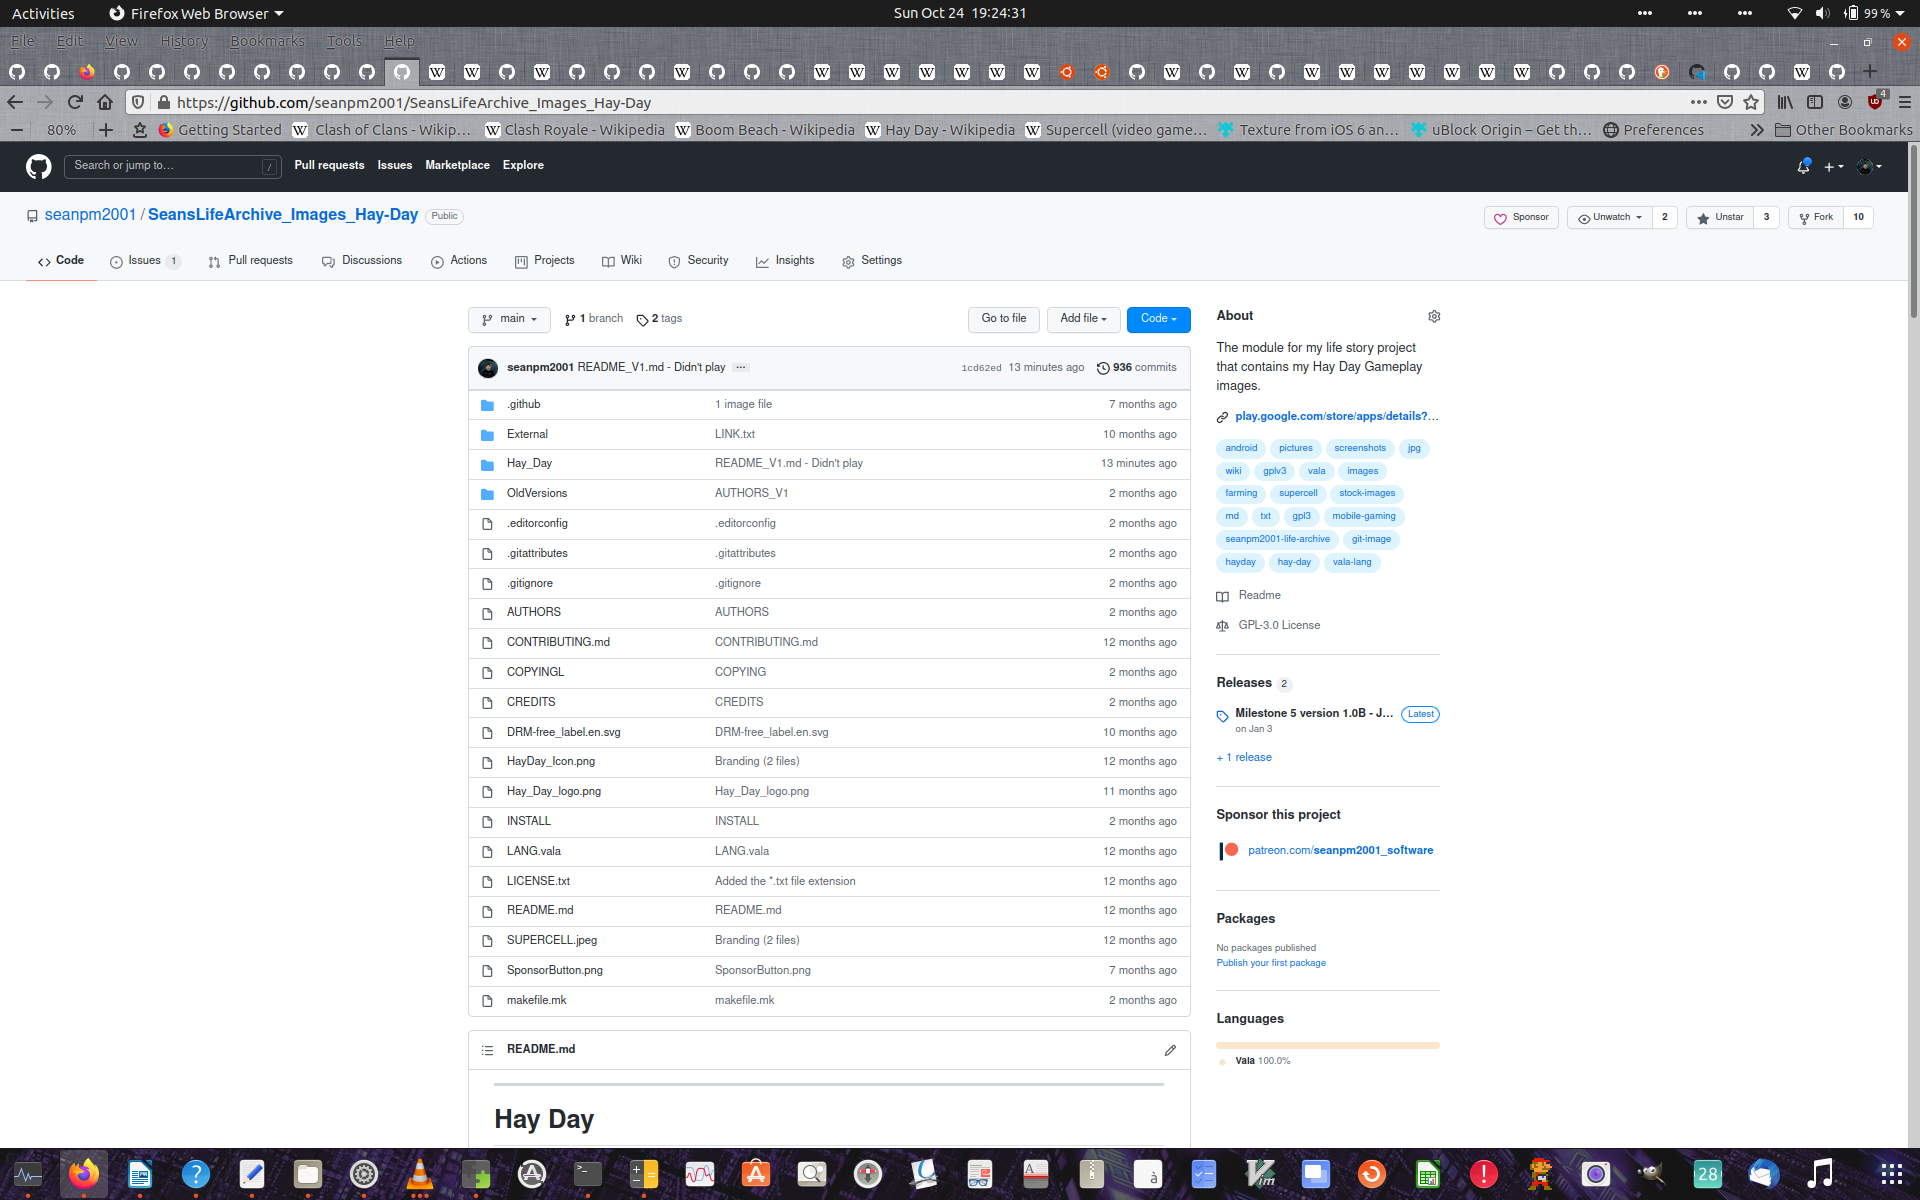 Activities
Firefox Web Browser
Sun Oct 24 19:24:31
99 %
File Edit View History Bookmarks Tools Help
https://github.com/seanpm2001/SeansLifeArchive_Images_Hay-Day
4
80%
Getting Started
Clash of Clans - Wikip…
Clash Royale - Wikipedia
Boom Beach - Wikipedia
Hay Day - Wikipedia
Supercell (video game…
Texture from iOS 6 an…
uBlock Origin – Get th…
Preferences
Other Bookmarks
Search or jump to…
/
Pull requests
Issues
Marketplace
Explore
seanpm2001 / SeansLifeArchive_Images_Hay-Day
Public
Sponsor
Unwatch
2
Unstar
3
Fork
10
Code
Issues 1
Pull requests
Discussions
Actions
Projects
Wiki
Security
Insights
Settings
main
1 branch
2 tags
Go to file
Add file
Code
seanpm2001 README_V1.md - Didn't play
1cd62ed 13 minutes ago
936 commits
.github 1 image file 7 months ago
External LINK.txt 10 months ago
Hay_Day README_V1.md - Didn't play 13 minutes ago
OldVersions AUTHORS_V1 2 months ago
.editorconfig .editorconfig 2 months ago
.gitattributes .gitattributes 2 months ago
.gitignore .gitignore 2 months ago
AUTHORS AUTHORS 2 months ago
CONTRIBUTING.md CONTRIBUTING.md 12 months ago
COPYINGL COPYING 2 months ago
CREDITS CREDITS 2 months ago
DRM-free_label.en.svg DRM-free_label.en.svg 10 months ago
HayDay_Icon.png Branding (2 files) 12 months ago
Hay_Day_logo.png Hay_Day_logo.png 11 months ago
INSTALL INSTALL 2 months ago
LANG.vala LANG.vala 12 months ago
LICENSE.txt Added the *.txt file extension 12 months ago
README.md README.md 12 months ago
SUPERCELL.jpeg Branding (2 files) 12 months ago
SponsorButton.png SponsorButton.png 7 months ago
makefile.mk makefile.mk 2 months ago
README.md
Hay Day
About
The module for my life story project
that contains my Hay Day Gameplay
images.
play.google.com/store/apps/details?…
android pictures screenshots jpg
wiki gplv3 vala images
farming supercell stock-images
md txt gpl3 mobile-gaming
seanpm2001-life-archive git-image
hayday hay-day vala-lang
Readme
GPL-3.0 License
Releases 2
Milestone 5 version 1.0B - J… Latest
on Jan 3
+ 1 release
Sponsor this project
patreon.com/seanpm2001_software
Packages
No packages published
Publish your first package
Languages
Vala 100.0%
28